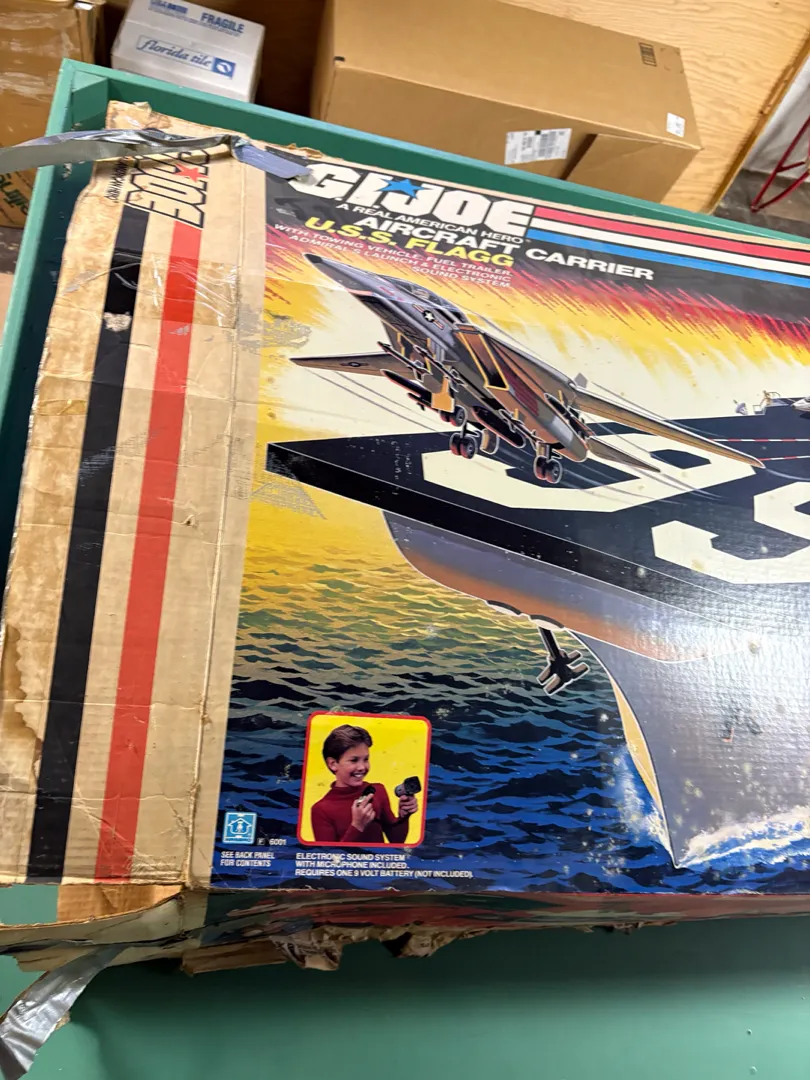 FRAGILE
florida tile
GI JOE
GI JOE
A REAL AMERICAN HERO
AIRCRAFT CARRIER
U.S.S. FLAGG
WITH TOWING VEHICLE, FUEL TRAILER,
ADMIRAL'S LAUNCH & ELECTRONIC
SOUND SYSTEM.
99
6001
SEE BACK PANEL
FOR CONTENTS
ELECTRONIC SOUND SYSTEM
WITH MICROPHONE INCLUDED.
REQUIRES ONE 9 VOLT BATTERY (NOT INCLUDED).